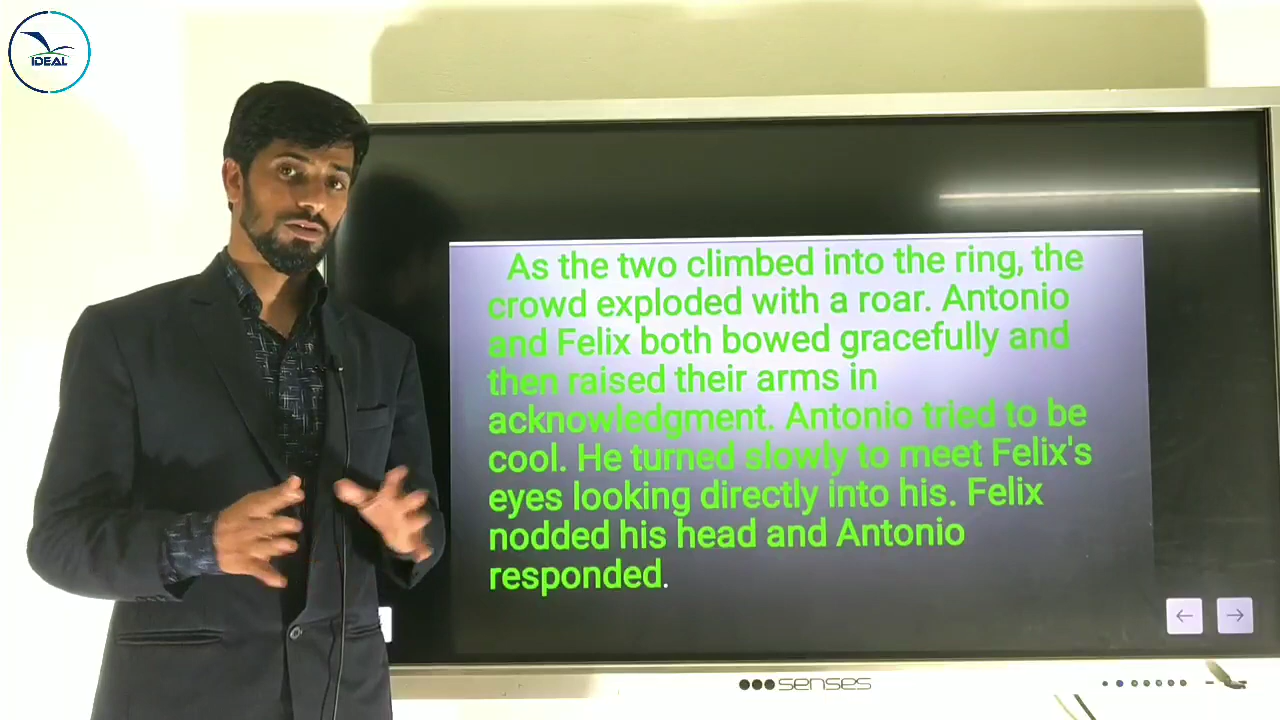 IDEAL
As the two climbed into the ring, the
crowd exploded with a roar. Antonio
and Felix both bowed gracefully and
then raised their arms in
acknowledgment. Antonio tried to be
cool. He turned slowly to meet Felix's
eyes looking directly into his. Felix
nodded his head and Antonio
responded.
senses